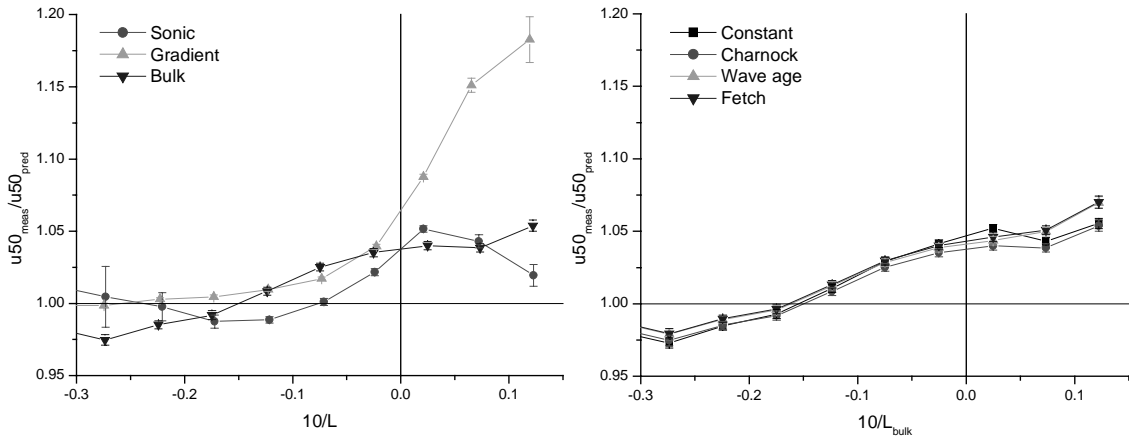 1.20
1.15
1.10
1.05
1.00
0.95
u50meas/u50pred
Sonic
Gradient
Bulk
-0.3
-0.2
-0.1
0.0
0.1
10/L
1.20
1.15
1.10
1.05
1.00
0.95
u50meas/u50pred
Constant
Charnock
Wave age
Fetch
-0.3
-0.2
-0.1
0.0
0.1
10/Lbulk